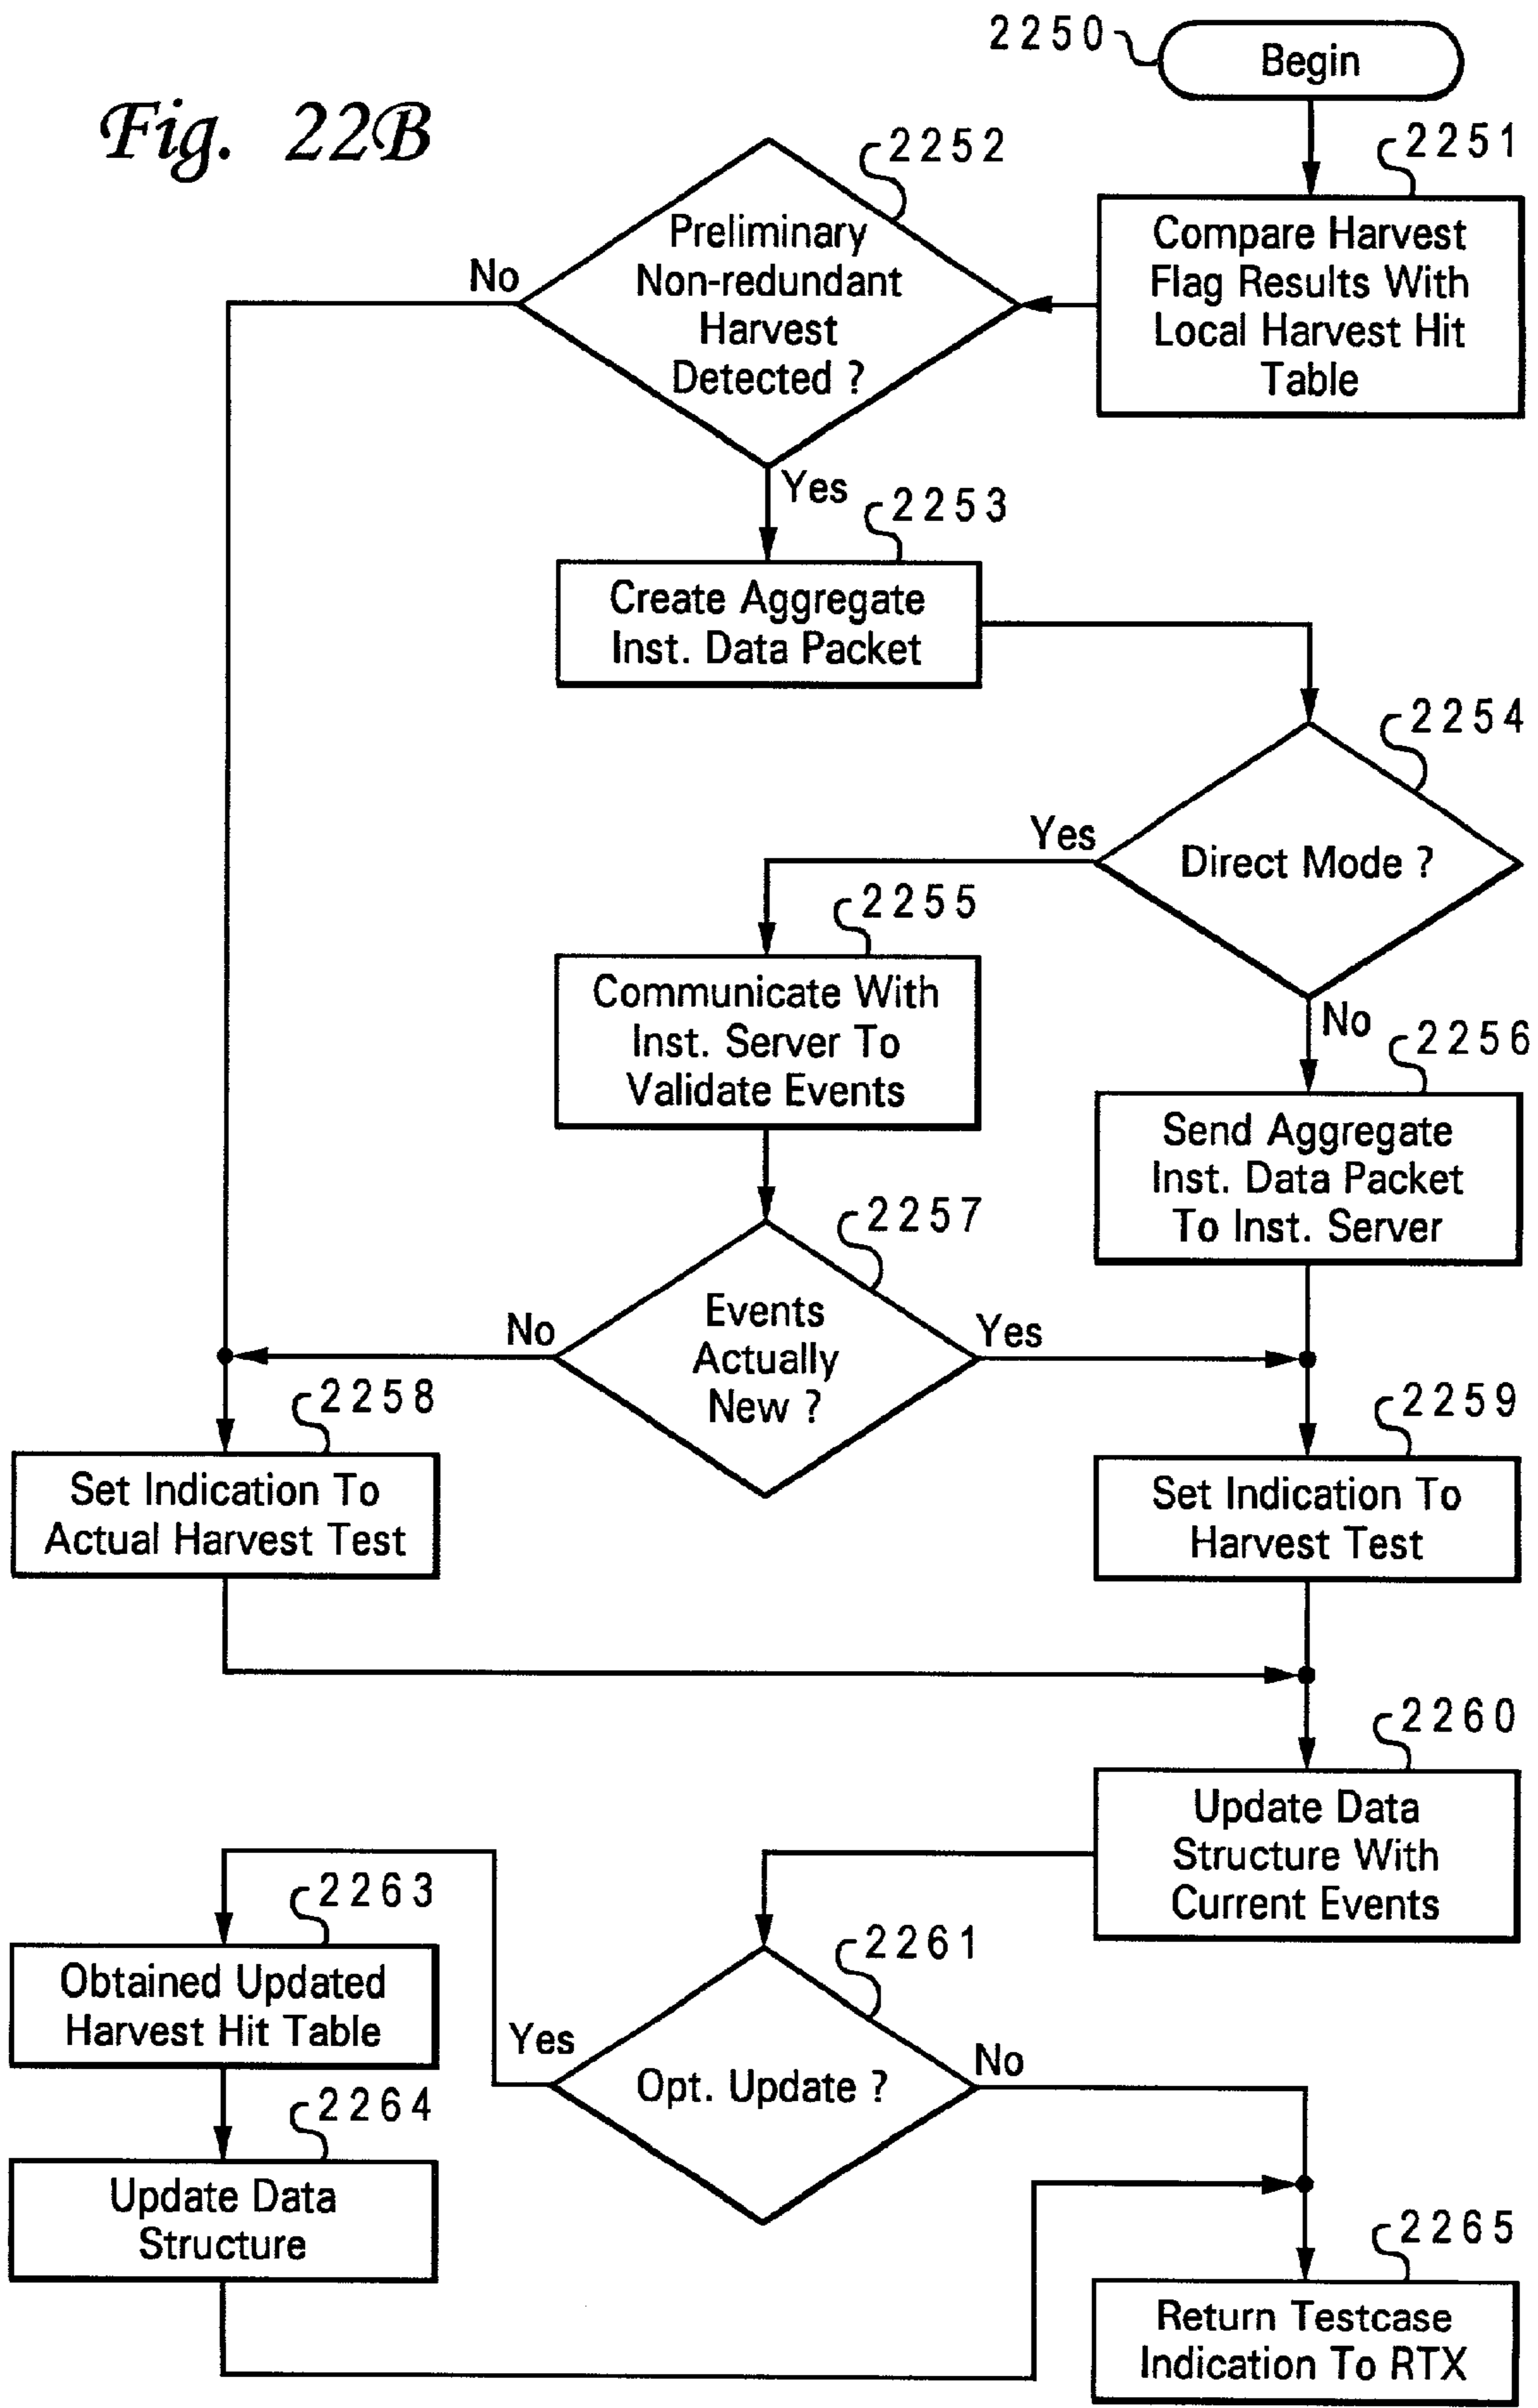 Fig. 22B
2250
Begin
2251
Compare Harvest
Flag Results With
Local Harvest Hit
Table
2252
Preliminary
Non-redundant
Harvest
Detected ?
No
Yes
2253
Create Aggregate
Inst. Data Packet
2254
Direct Mode ?
Yes
No
2255
Communicate With
Inst. Server To
Validate Events
2256
Send Aggregate
Inst. Data Packet
To Inst. Server
2257
Events
Actually
New ?
No
Yes
2258
Set Indication To
Actual Harvest Test
2259
Set Indication To
Harvest Test
2260
Update Data
Structure With
Current Events
2261
Opt. Update ?
Yes
No
2263
Obtained Updated
Harvest Hit Table
2264
Update Data
Structure
2265
Return Testcase
Indication To RTX